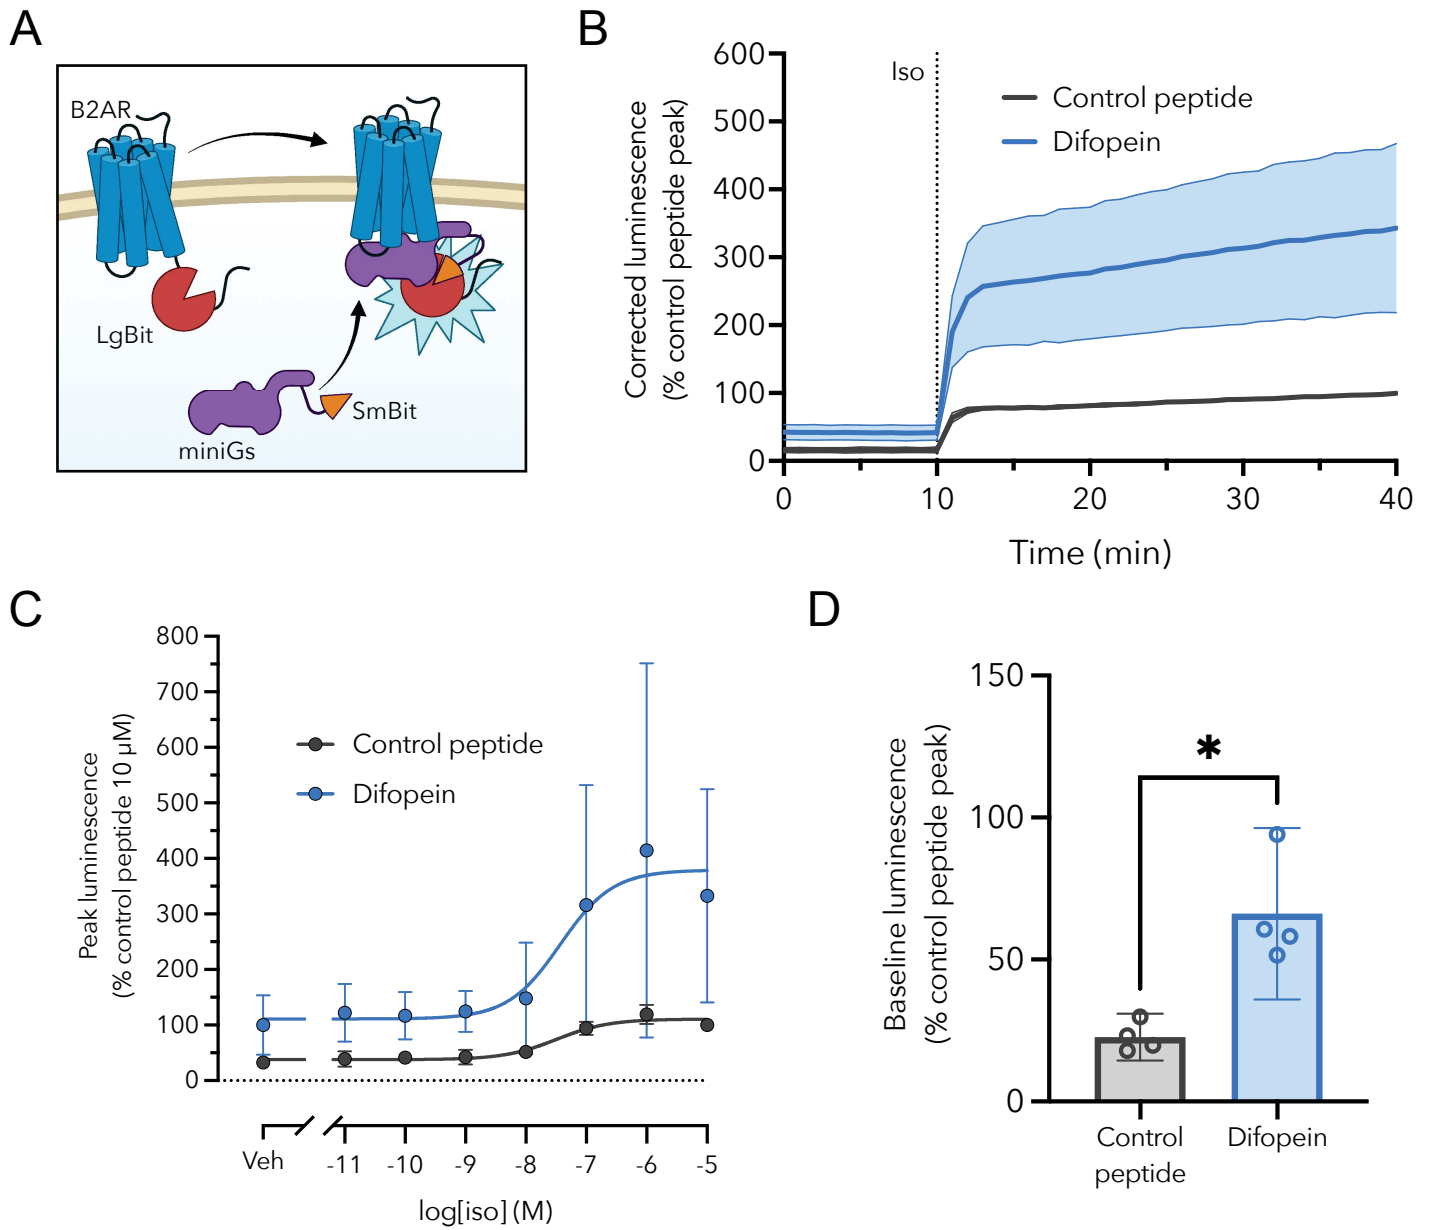 A
B2AR
LgBit
SmBit
miniGs
B
Corrected luminescence
(% control peptide peak)
600
500
400
300
200
100
0
Iso
Control peptide
Difopein
0
10
20
30
40
Time (min)
C
Peak luminescence
(% control peptide 10 µM)
800
700
600
500
400
300
200
100
0
Control peptide
Difopein
Veh
-11
-10
-9
-8
-7
-6
-5
log[iso] (M)
D
Baseline luminescence
(% control peptide peak)
150
100
50
0
*
Control
peptide
Difopein